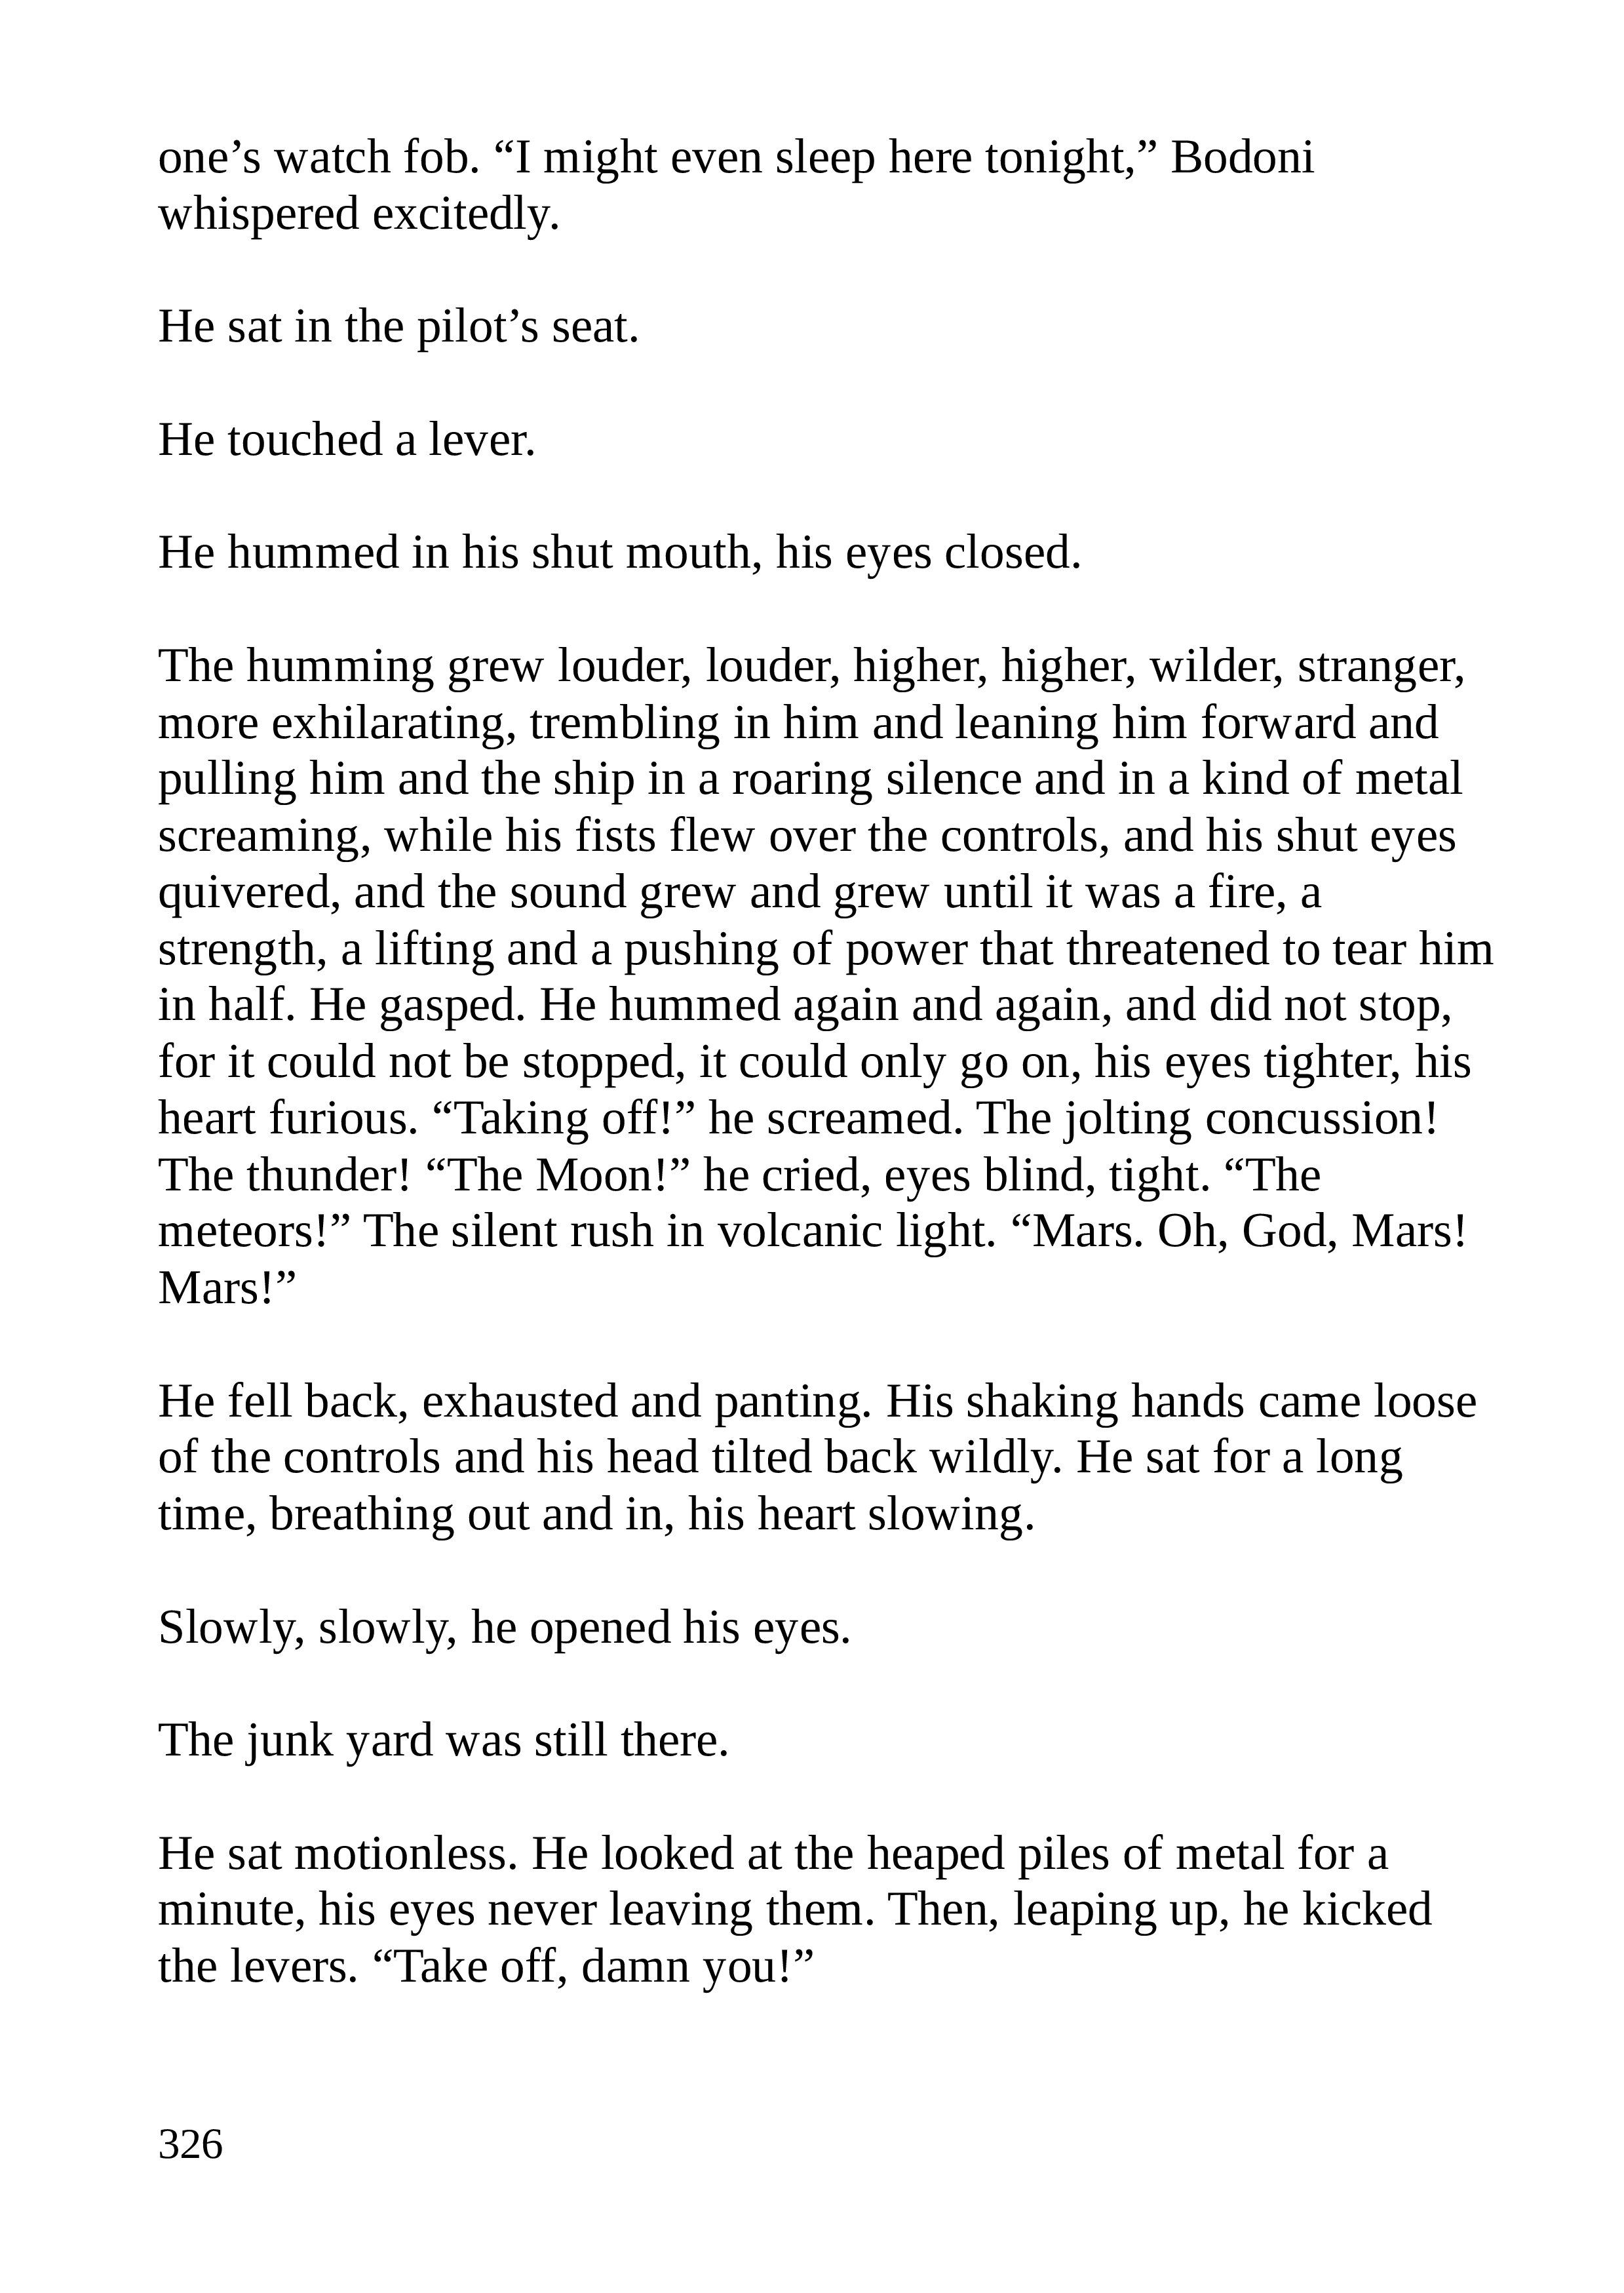 one’s watch fob. “I might even sleep here tonight,” Bodoni
whispered excitedly.
He sat in the pilot’s seat.
He touched a lever.
He hummed in his shut mouth, his eyes closed.
The humming grew louder, louder, higher, higher, wilder, stranger,
more exhilarating, trembling in him and leaning him forward and
pulling him and the ship in a roaring silence and in a kind of metal
screaming, while his fists flew over the controls, and his shut eyes
quivered, and the sound grew and grew until it was a fire, a
strength, a lifting and a pushing of power that threatened to tear him
in half. He gasped. He hummed again and again, and did not stop,
for it could not be stopped, it could only go on, his eyes tighter, his
heart furious. “Taking off!” he screamed. The jolting concussion!
The thunder! “The Moon!” he cried, eyes blind, tight. “The
meteors!” The silent rush in volcanic light. “Mars. Oh, God, Mars!
Mars!”
He fell back, exhausted and panting. His shaking hands came loose
of the controls and his head tilted back wildly. He sat for a long
time, breathing out and in, his heart slowing.
Slowly, slowly, he opened his eyes.
The junk yard was still there.
He sat motionless. He looked at the heaped piles of metal for a
minute, his eyes never leaving them. Then, leaping up, he kicked
the levers. “Take off, damn you!”
326